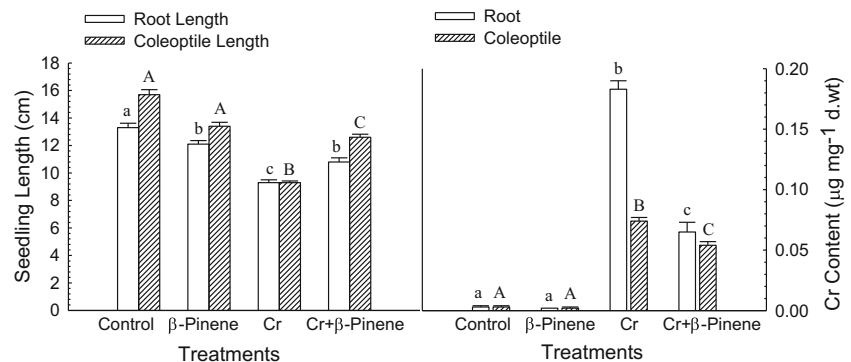 Root Length
Coleoptile Length
Root
Coleoptile
Seedling Length (cm)
18
16
14
12
10
8
6
4
2
0
a
A
b
A
c
B
b
C
Control
β-Pinene
Cr
Cr+β-Pinene
Treatments
a
A
a
A
b
B
c
C
Control
β-Pinene
Cr
Cr+β-Pinene
Treatments
0.20
0.15
0.10
0.05
0.00
Cr Content (μg mg-1 d.wt)